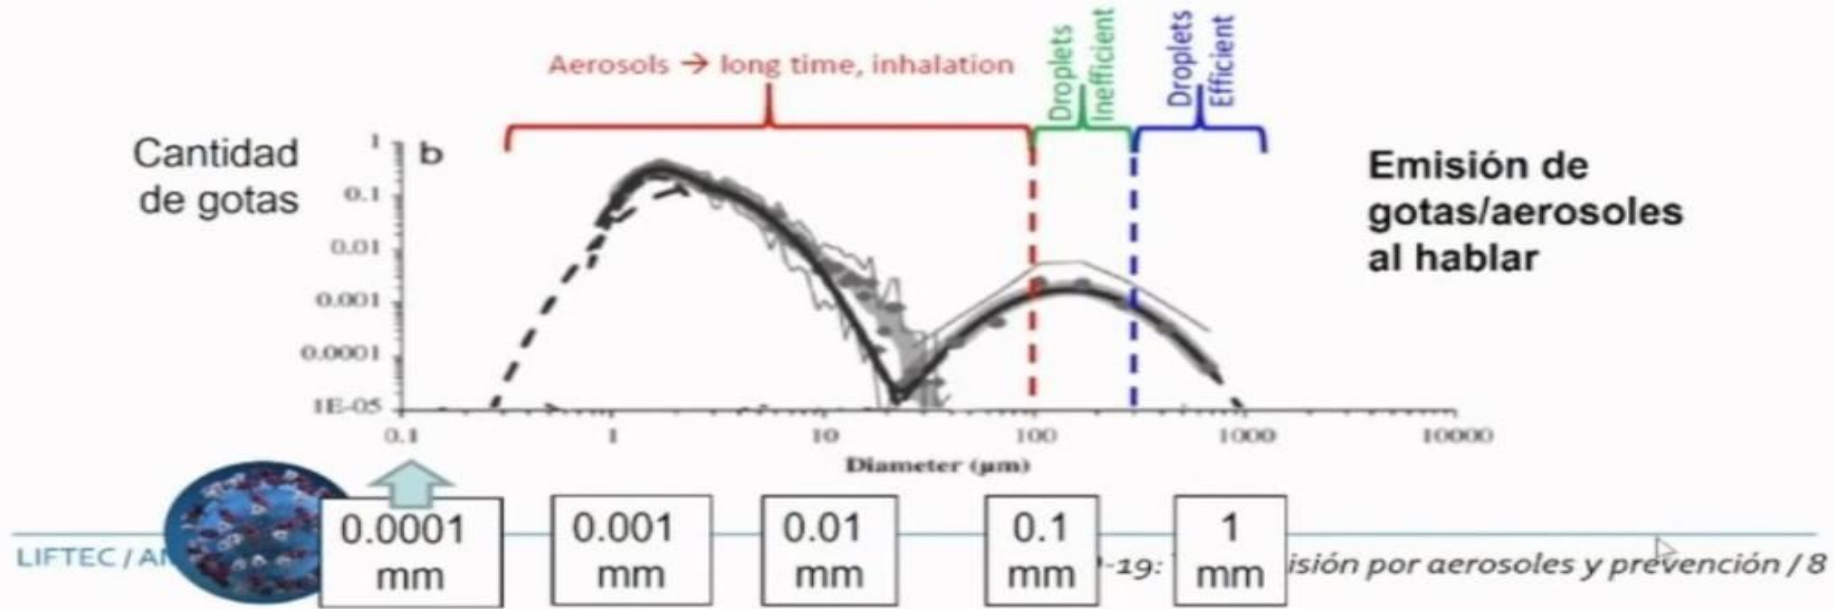 Aerosols → long time, inhalation
Droplets
Inefficient
Droplets
Efficient
Cantidad
de gotas
b
1
0.1
0.01
0.001
0.0001
1E-05
0.1
1
10
100
1000
10000
Diameter (µm)
Emisión de
gotas/aerosoles
al hablar
0.0001
mm
0.001
mm
0.01
mm
0.1
mm
1
mm
LIFTEC /
-19: isión por aerosoles y prevención / 8